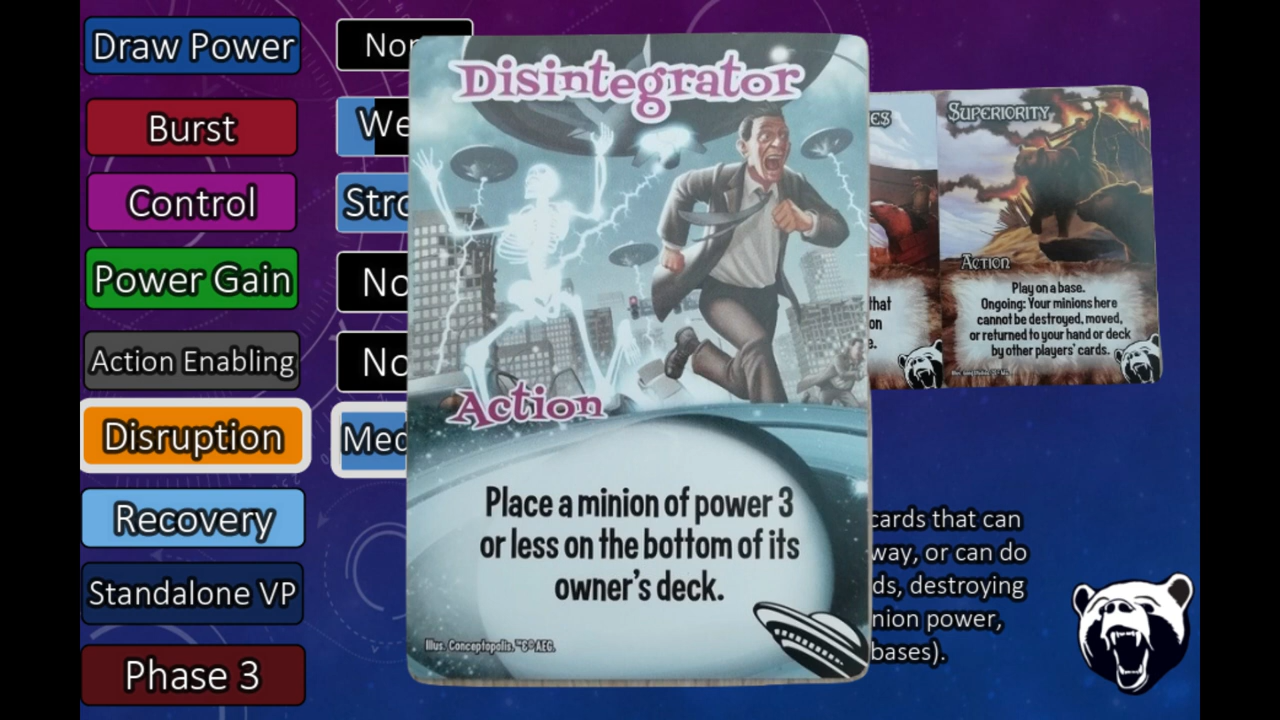 Draw Power
Burst
Control
Power Gain
Action Enabling
Disruption
Recovery
Standalone VP
Phase 3
Disintegrator
Action
Place a minion of power 3
or less on the bottom of its
owner's deck.
Illus. Conceptopolis. ™&©AEG.
that
on
Superiority
Action
Play on a base.
Ongoing: Your minions here
cannot be destroyed, moved,
or returned to your hand or deck
by other players' cards.
cards that can
or can do
destroying
power,
bases).